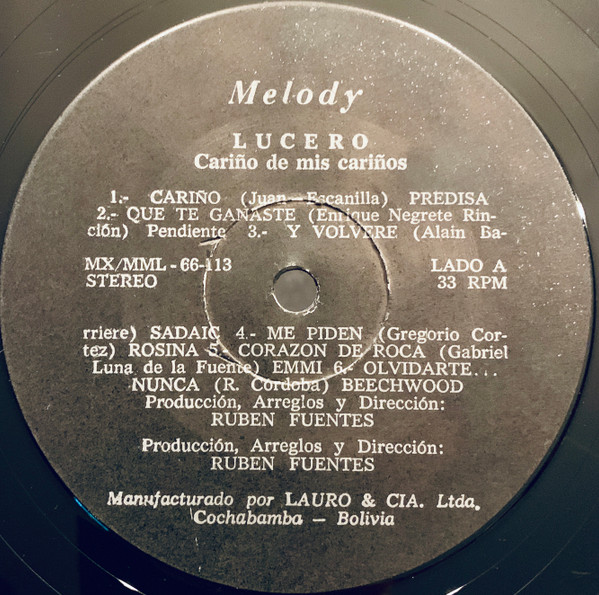 Melody
LUCERO
Cariño de mis cariños
1.- CARIÑO (Juan Escanilla) PREDISA
2.- QUE TE GANASTE (Enrique Negrete Rin-
ción) Pendiente 3.- Y VOLVERE (Alain Ba-
MX/MML - 66-113
STEREO
LADO A
33 RPM
rriere) SADAIC 4.- ME PIDEN (Gregorio Cor-
tez) ROSINA 5.- CORAZON DE ROCA (Gabriel
Luna de la Fuente) EMMI 6.- OLVIDARTE...
NUNCA (R. Córdoba) BEECHWOOD
Producción, Arreglos y Dirección:
RUBEN FUENTES
Producción, Arreglos y Dirección:
RUBEN FUENTES
Manufacturado por LAURO & CIA. Ltda.
Cochabamba – Bolivia